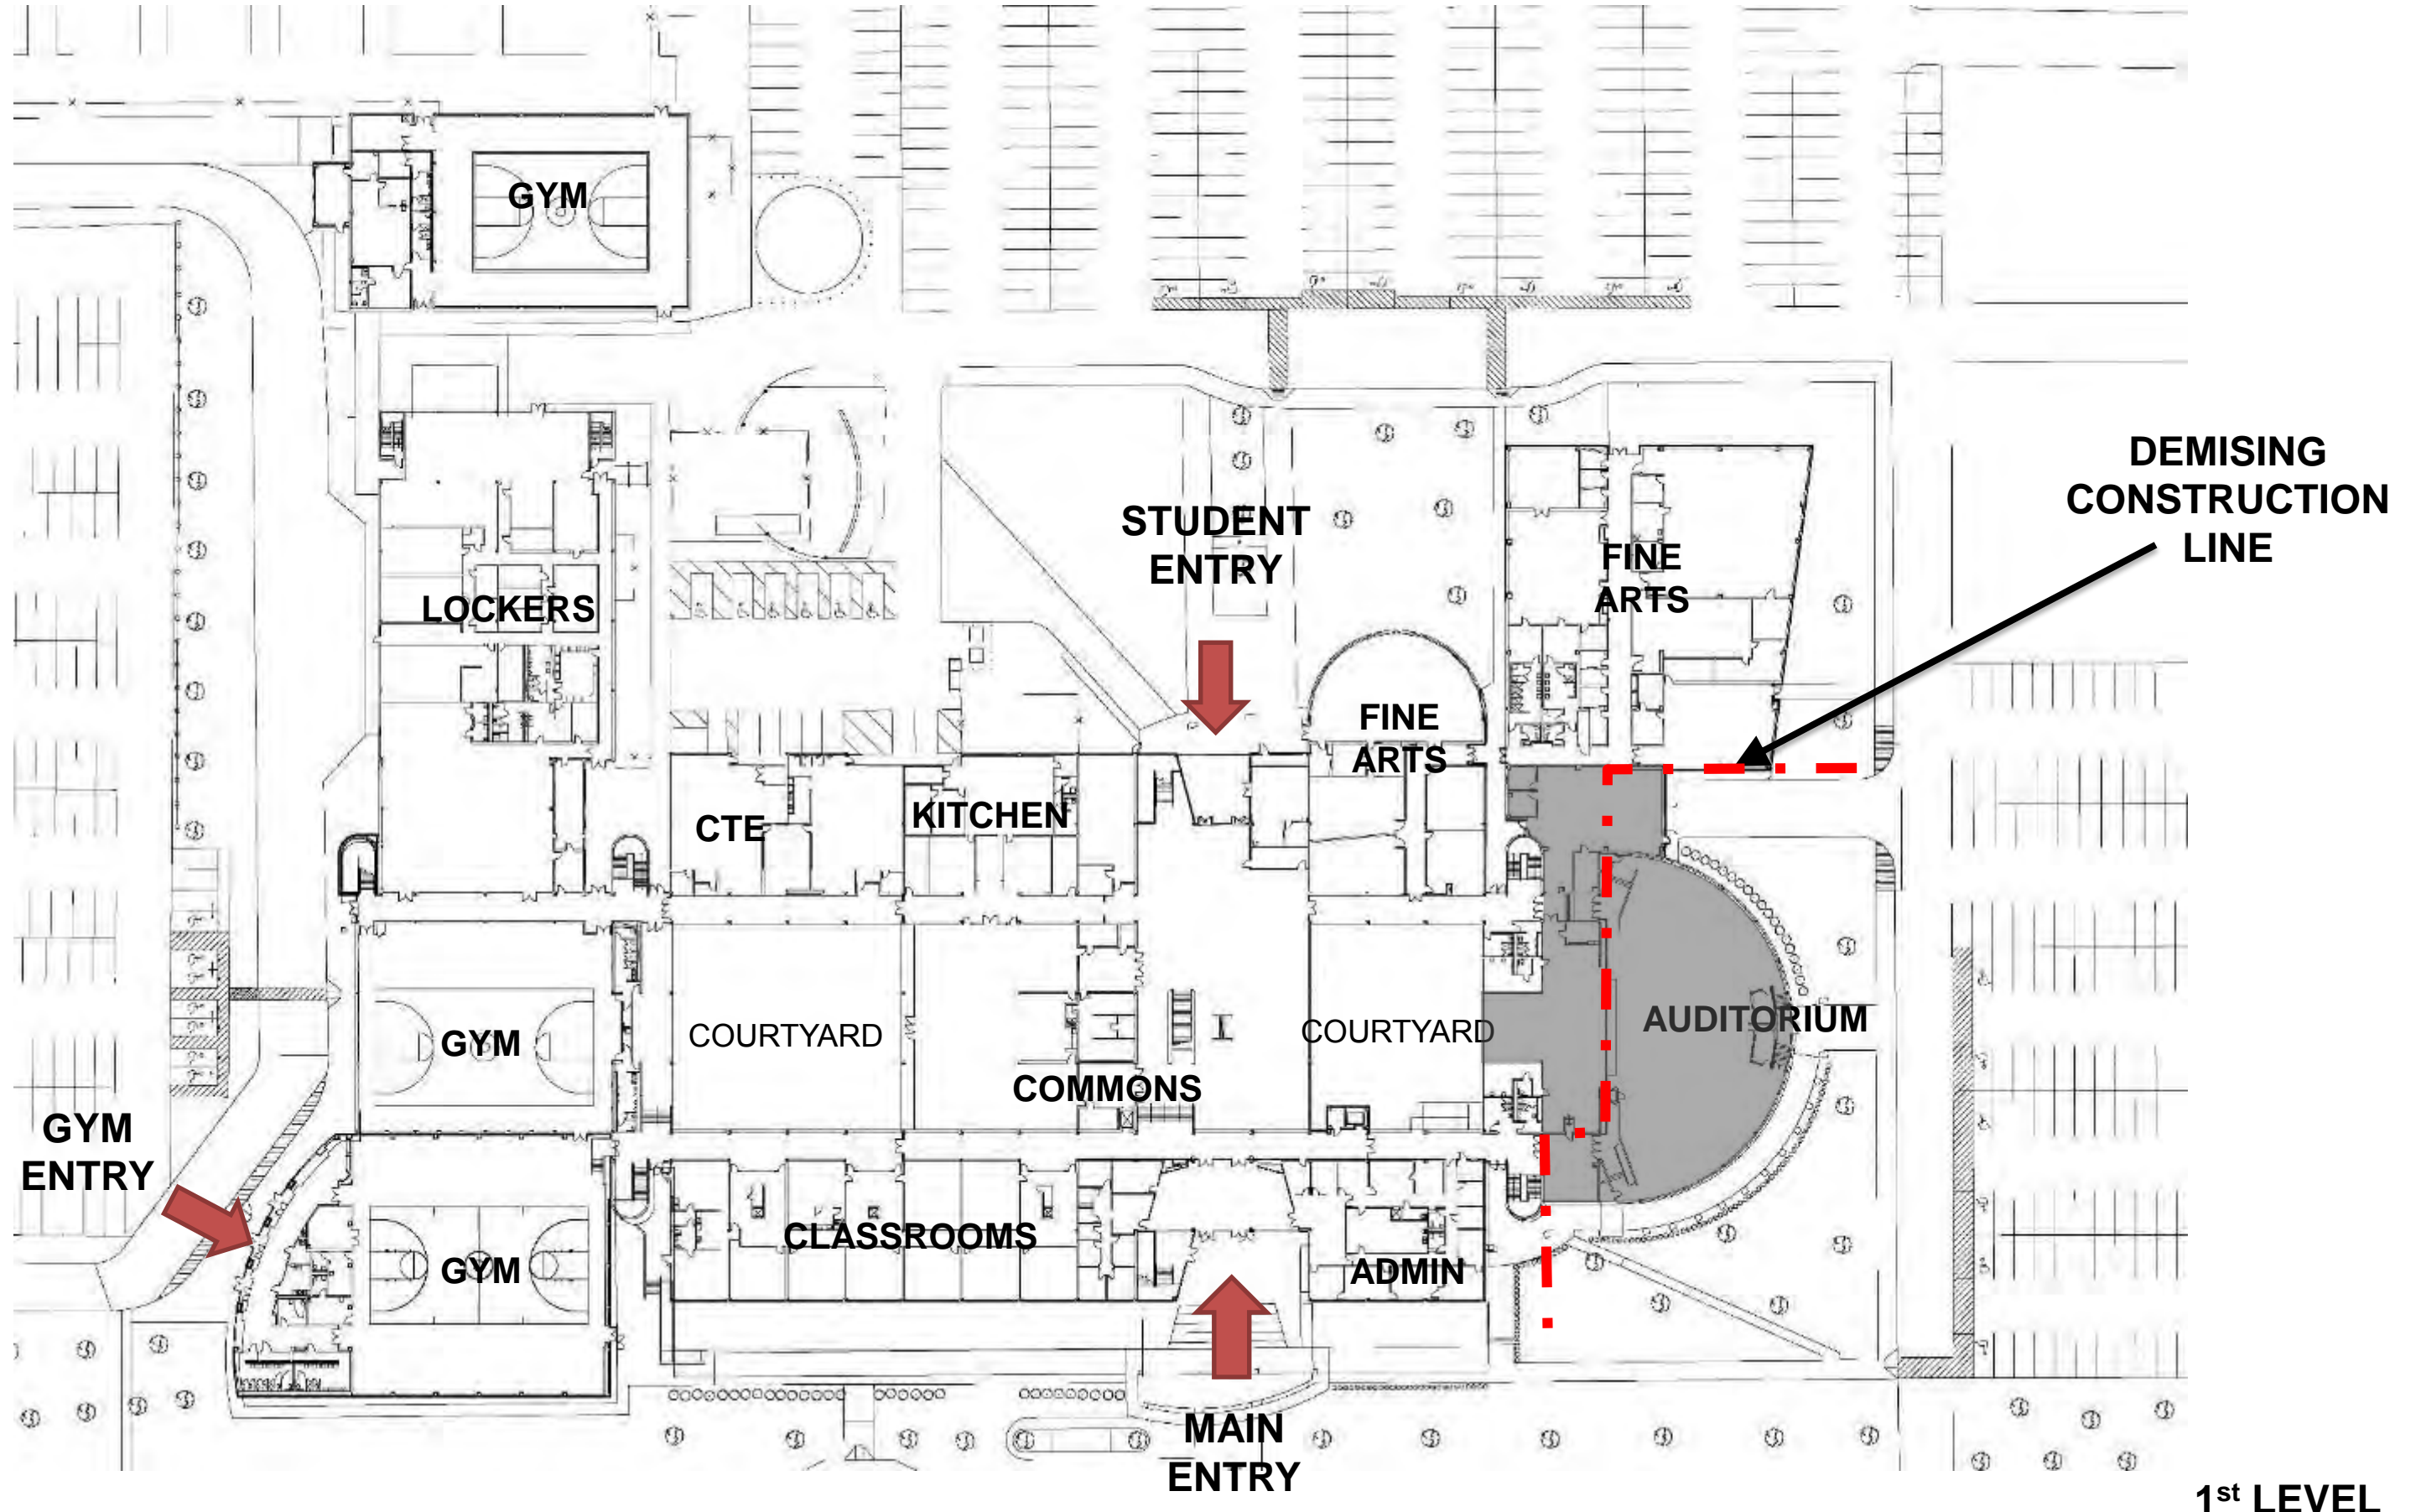 GYM
DEMISING
CONSTRUCTION
LINE
STUDENT
ENTRY
FINE
ARTS
LOCKERS
FINE
ARTS
CTE
KITCHEN
COURTYARD
COURTYARD
AUDITORIUM
GYM
COMMONS
GYM
ENTRY
CLASSROOMS
GYM
ADMIN
MAIN
ENTRY
1st LEVEL